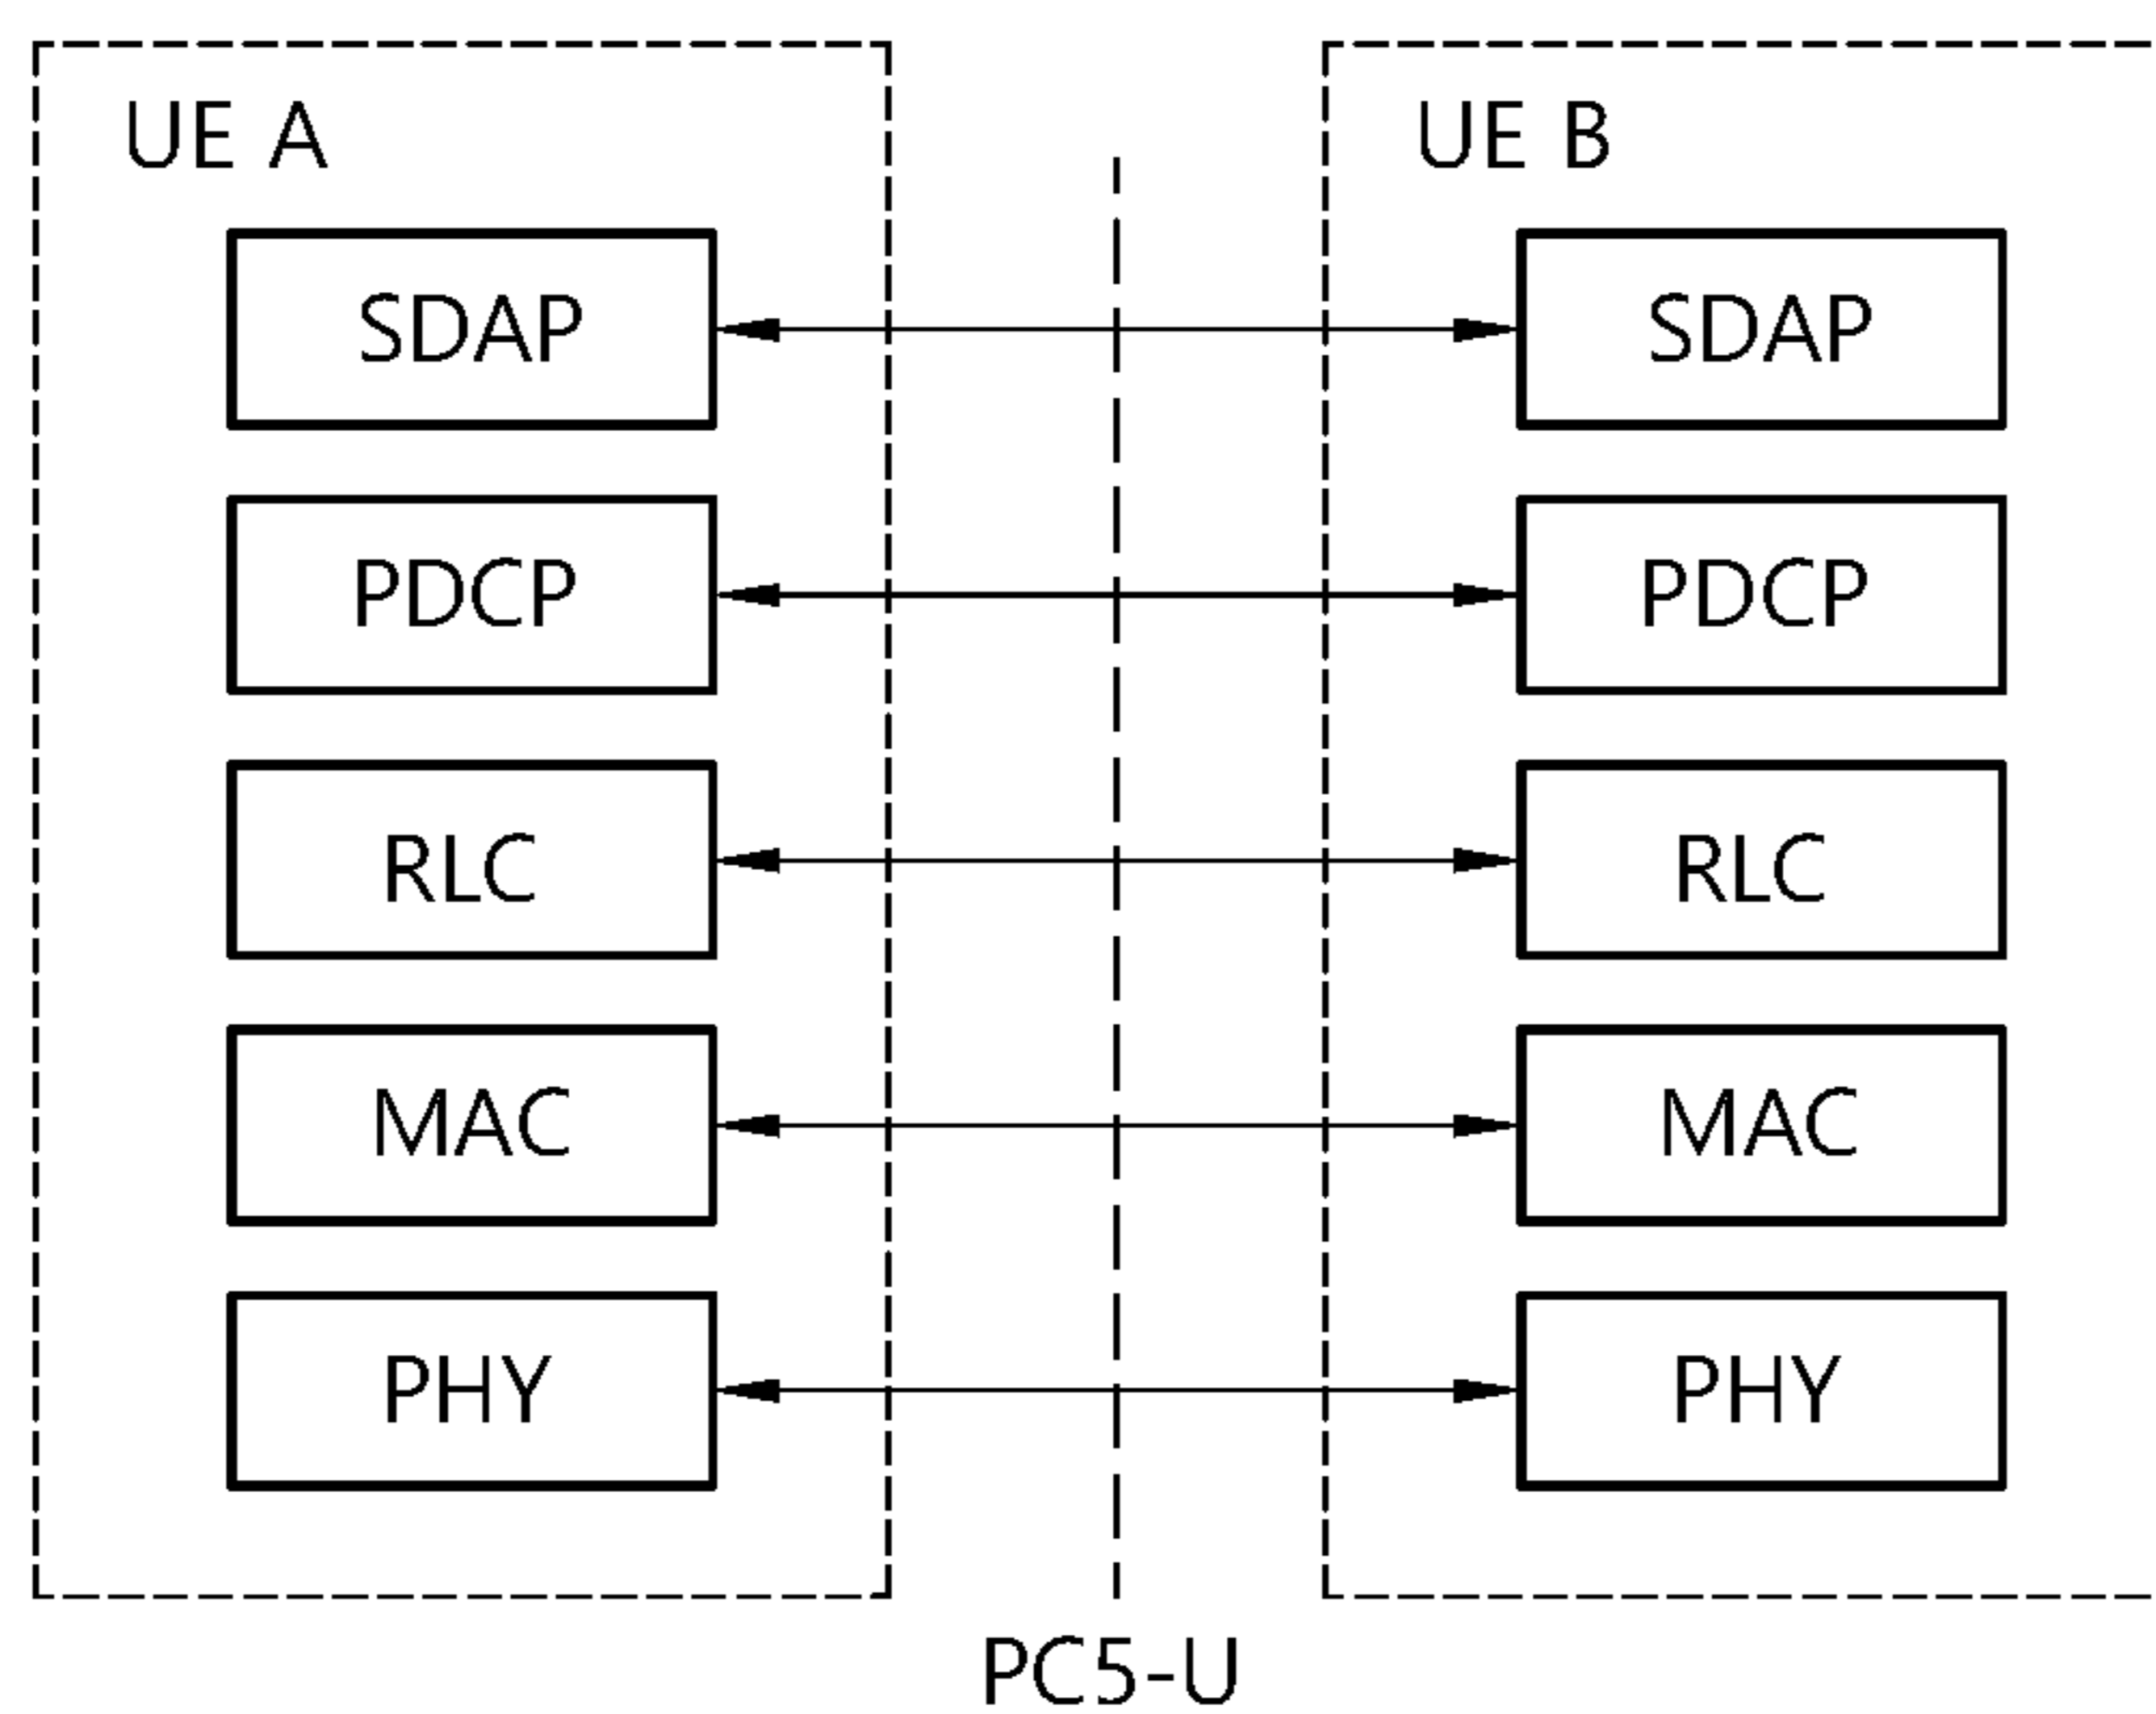 UE A
UE B
SDAP
SDAP
PDCP
PDCP
RLC
RLC
MAC
MAC
PHY
PHY
PC5-U